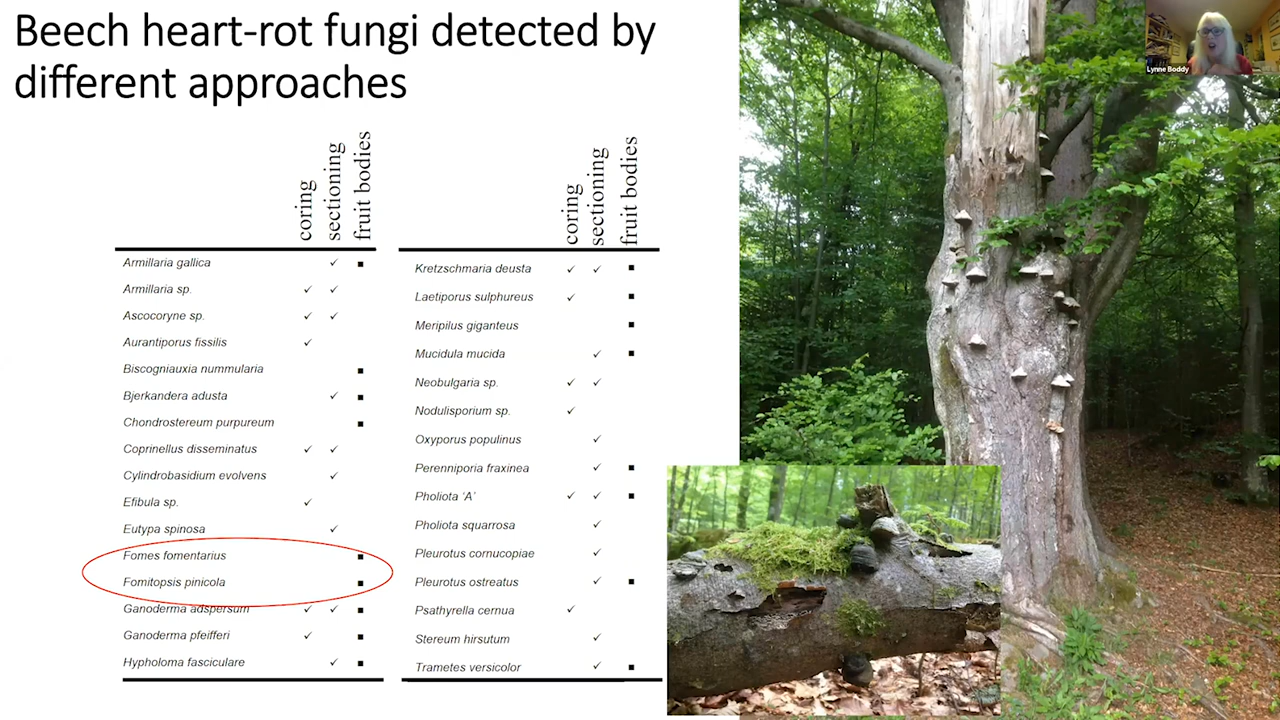 Beech heart-rot fungi detected by
different approaches
Lynne Boddy
coring
sectioning
fruit bodies
Armillaria gallica ✓ ■
Armillaria sp. ✓ ✓
Ascocoryne sp. ✓ ✓
Aurantiporus fissilis ✓
Biscogniauxia nummularia ■
Bjerkandera adusta ✓ ■
Chondrostereum purpureum ■
Coprinellus disseminatus ✓ ✓
Cylindrobasidium evolvens ✓
Efibula sp. ✓
Eutypa spinosa ✓
Fomes fomentarius ■
Fomitopsis pinicola ■
Ganoderma adspersum ✓ ✓ ■
Ganoderma pfeifferi ✓ ■
Hypholoma fasciculare ✓ ■
coring
sectioning
fruit bodies
Kretzschmaria deusta ✓ ✓ ■
Laetiporus sulphureus ✓ ■
Meripilus giganteus ■
Mucidula mucida ✓ ■
Neobulgaria sp. ✓ ✓
Nodulisporium sp. ✓
Oxyporus populinus ✓
Perenniporia fraxinea ✓ ■
Pholiota ‘A’ ✓ ✓ ■
Pholiota squarrosa ✓
Pleurotus cornucopiae ✓
Pleurotus ostreatus ✓ ■
Psathyrella cernua ✓
Stereum hirsutum ✓
Trametes versicolor ✓ ■